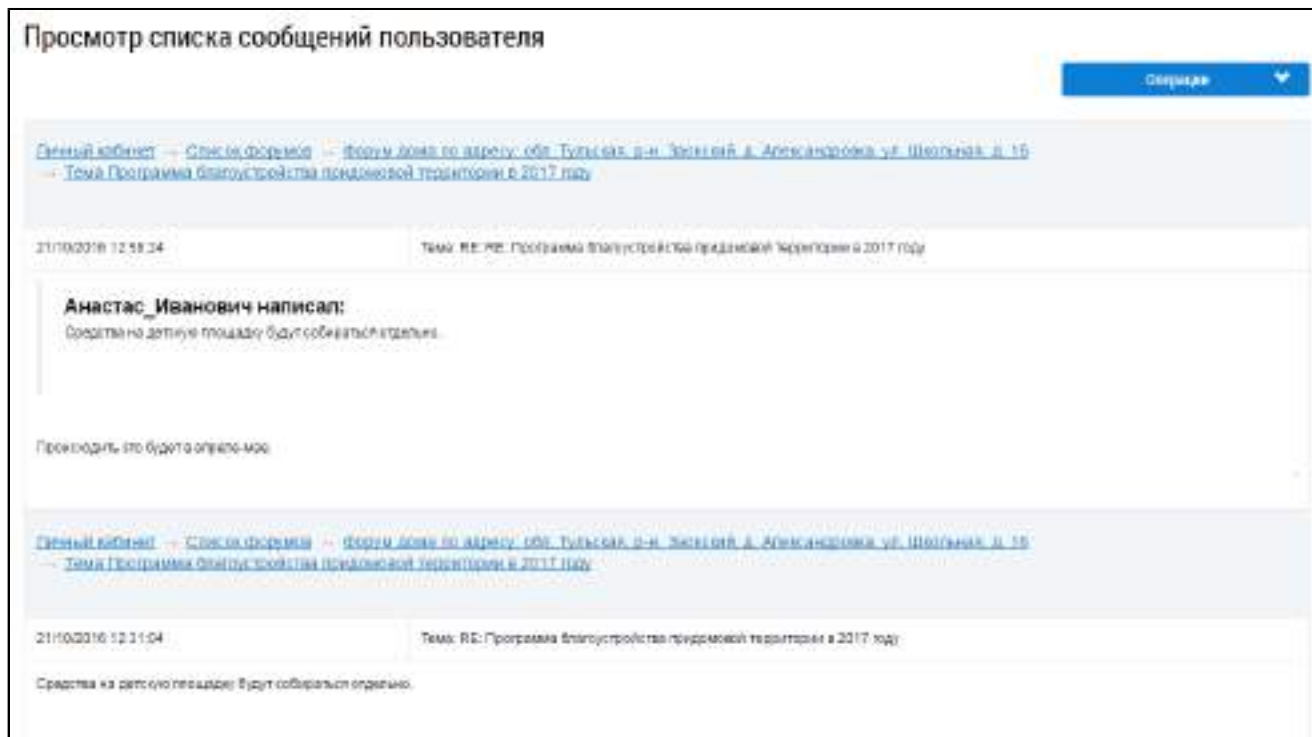 Просмотр списка сообщений пользователя
Операции
Личный кабинет → Список форумов → Форум дома по адресу: обл. Тульская, р-н. Заокский, д. Александровка, ул. Школьная, д. 16
→ Тема Программа благоустройства придомовой территории в 2017 году
21/10/2016 12:58:24
Тема: RE: RE: Программа благоустройства придомовой территории в 2017 году
Анастас_Иванович написал:
Средства на детскую площадку будут собираться отдельно.
Происходить это будет в апреле-мае.
Личный кабинет → Список форумов → Форум дома по адресу: обл. Тульская, р-н. Заокский, д. Александровка, ул. Школьная, д. 16
→ Тема Программа благоустройства придомовой территории в 2017 году
21/10/2016 12:31:04
Тема: RE: Программа благоустройства придомовой территории в 2017 году
Средства на детскую площадку будут собираться отдельно.